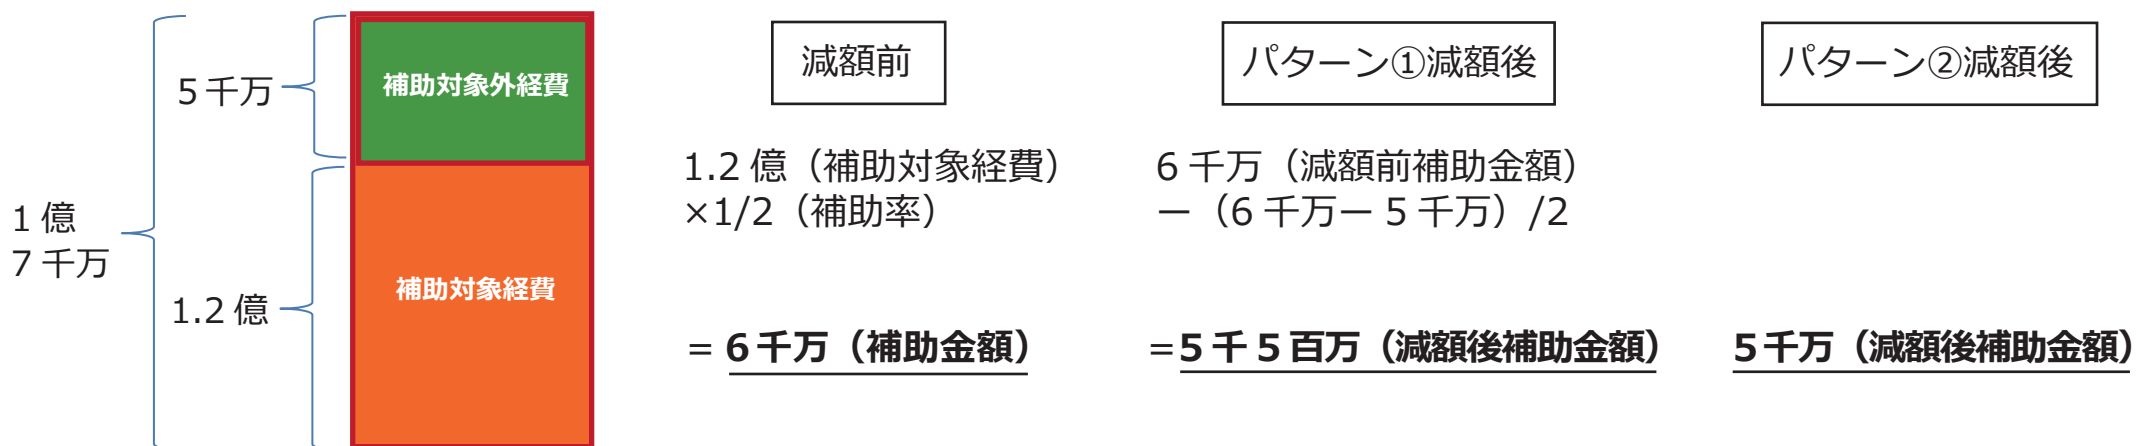 1億
7千万
5千万
1.2億
補助対象外経費
補助対象経費
減額前
1.2億（補助対象経費）
×1/2（補助率）
=6千万（補助金額）
パターン①減額後
6千万（減額前補助金額）
ー（6千万ー5千万）/2
=5千5百万（減額後補助金額）
パターン②減額後
5千万（減額後補助金額）